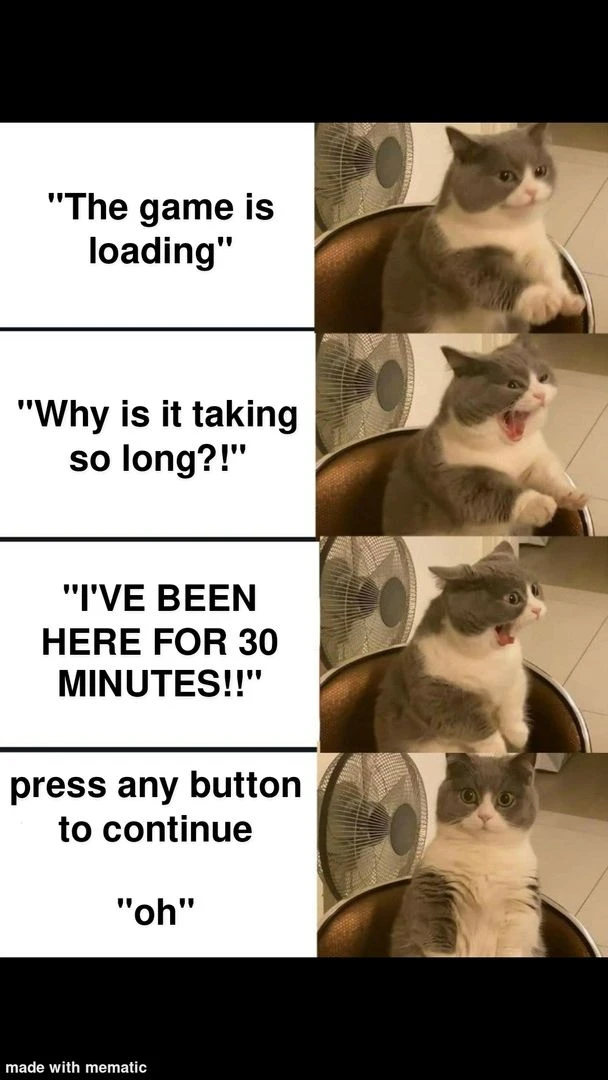 "The game is
loading"
"Why is it taking
so long?!"
"I'VE BEEN
HERE FOR 30
MINUTES!!"
press any button
to continue
"oh"
made with mematic